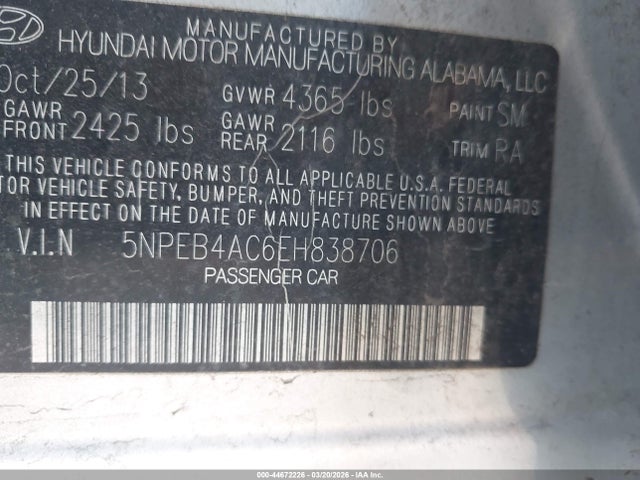 MANUFACTURED BY
HYUNDAI MOTOR MANUFACTURING ALABAMA, LLC
Oct/25/13 GVWR 4365 lbs PAINT SM
GAWR FRONT 2425 lbs GAWR REAR 2116 lbs TRIM RA
THIS VEHICLE CONFORMS TO ALL APPLICABLE U.S.A. FEDERAL
TOR VEHICLE SAFETY, BUMPER, AND THEFT PREVENTION STANDARDS
IN EFFECT ON THE DATE OF MANUFACTURE SHOWN ABOVE
V.I.N 5NPEB4AC6EH838706
PASSENGER CAR
000-44672226 - 03/20/2026 - IAAI.COM